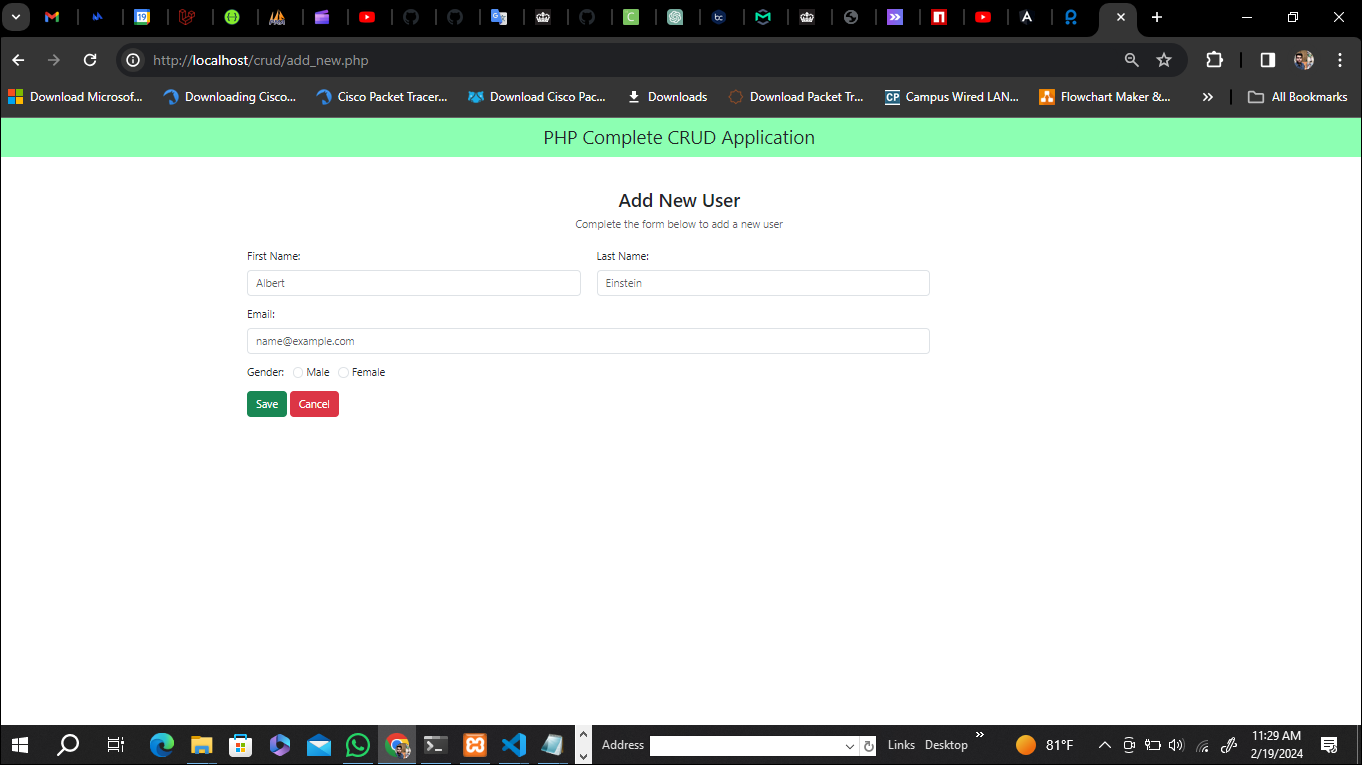 http://localhost/crud/add_new.php
Download Microsof... Downloading Cisco... Cisco Packet Tracer... Download Cisco Pac... Downloads Download Packet Tr... CP Campus Wired LAN... Flowchart Maker &... » All Bookmarks
PHP Complete CRUD Application
Add New User
Complete the form below to add a new user
First Name: Last Name:
Albert Einstein
Email:
name@example.com
Gender: Male Female
Save Cancel
Address Links Desktop » 81°F 11:29 AM
2/19/2024